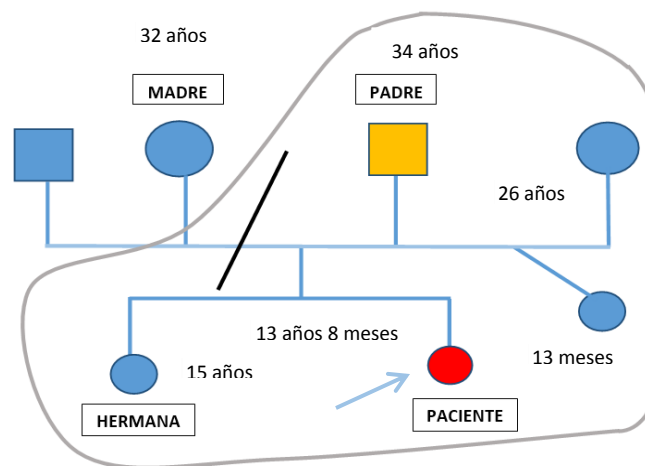 32 años
34 años
MADRE
PADRE
26 años
13 años 8 meses
13 meses
15 años
HERMANA
PACIENTE